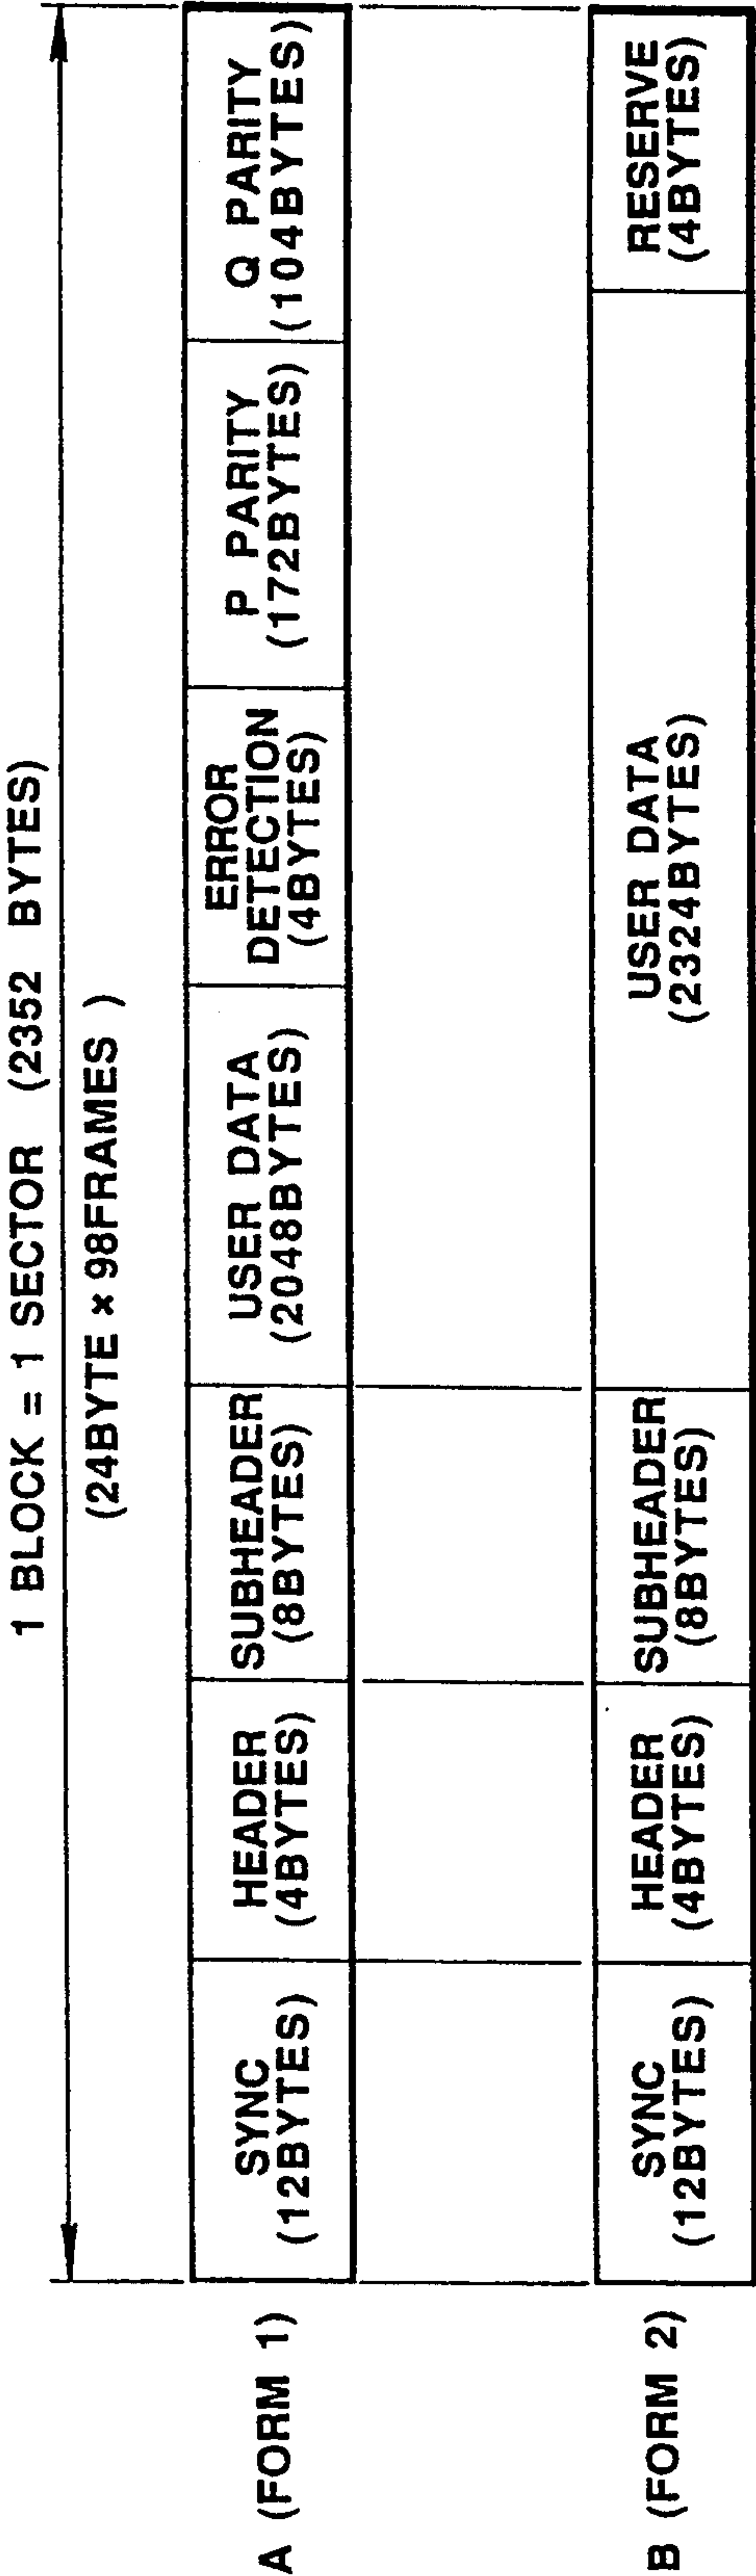 1 BLOCK = 1 SECTOR (2352 BYTES)
(24BYTE × 98FRAMES )
A (FORM 1)
SYNC
(12BYTES)
HEADER
(4BYTES)
SUBHEADER
(8BYTES)
USER DATA
(2048BYTES)
ERROR
DETECTION
(4BYTES)
P PARITY
(172BYTES)
Q PARITY
(104BYTES)
B (FORM 2)
SYNC
(12BYTES)
HEADER
(4BYTES)
SUBHEADER
(8BYTES)
USER DATA
(2324BYTES)
RESERVE
(4BYTES)